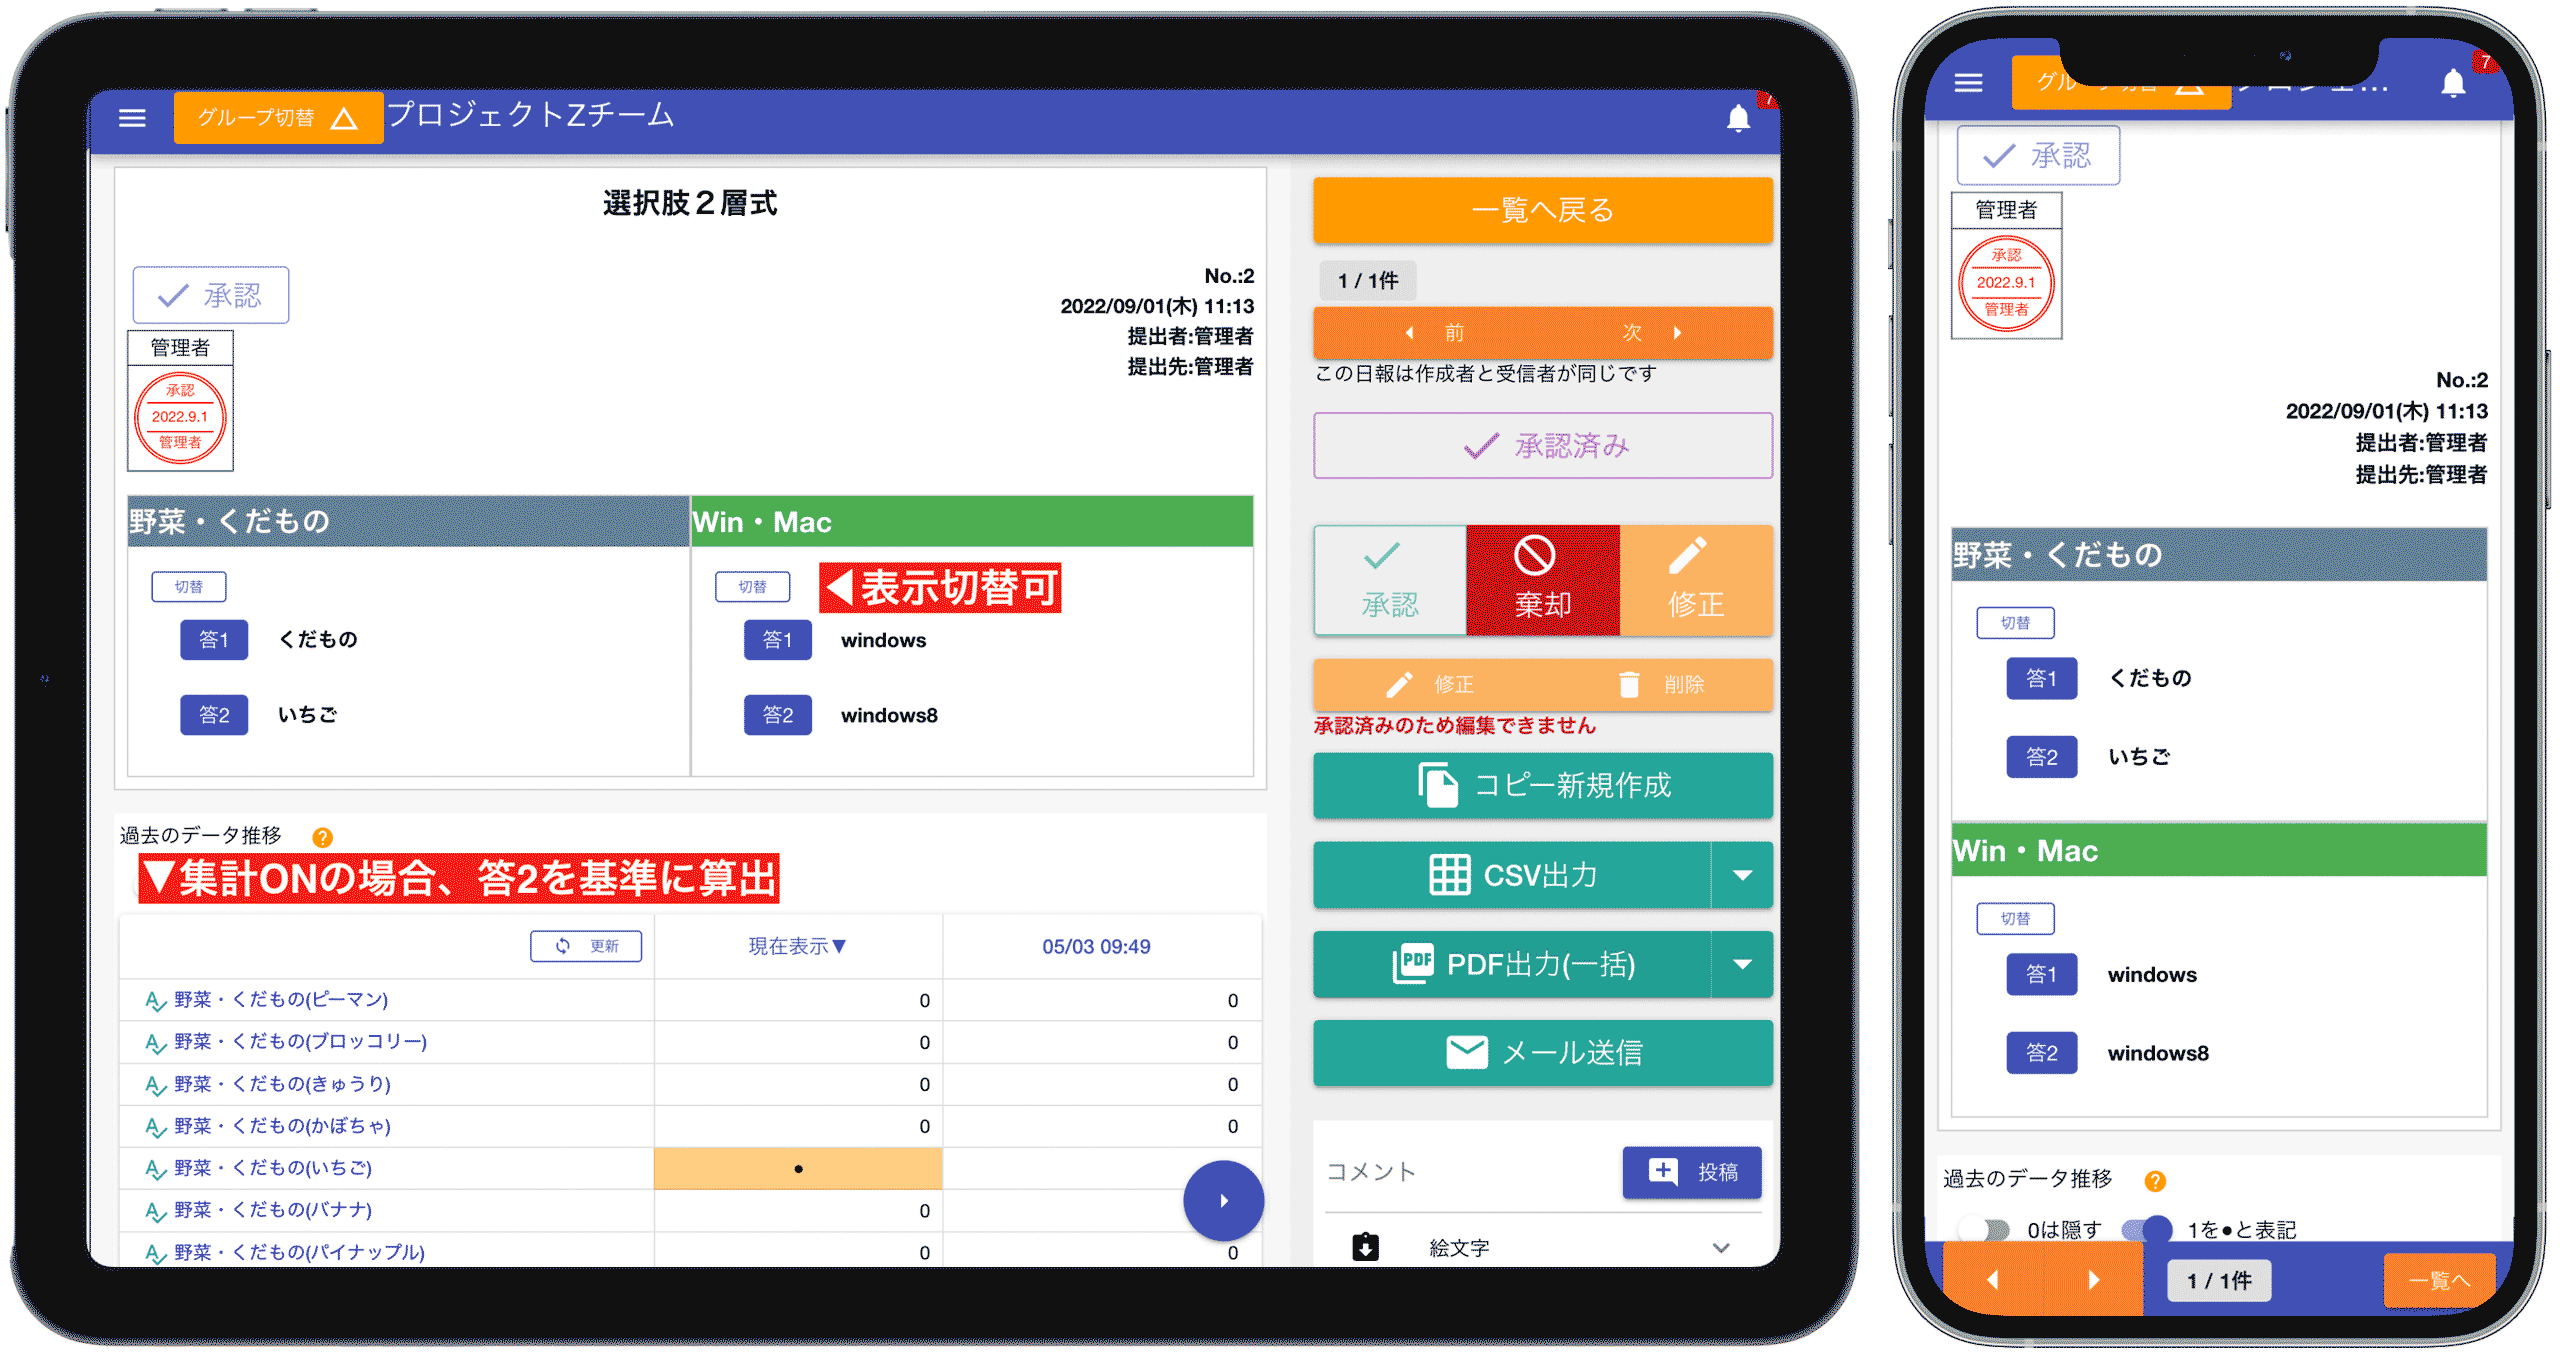 グループ切替 プロジェクトZチーム
7
選択肢２層式
承認
No.:2
2022/09/01(木) 11:13
提出者:管理者
提出先:管理者
管理者
承認
2022.9.1
管理者
野菜・くだもの
切替
答1 くだもの
答2 いちご
Win・Mac
切替 ◀表示切替可
答1 windows
答2 windows8
過去のデータ推移 ?
▼集計ONの場合、答2を基準に算出
更新 現在表示▼ 05/03 09:49
野菜・くだもの(ピーマン) 0 0
野菜・くだもの(ブロッコリー) 0 0
野菜・くだもの(きゅうり) 0 0
野菜・くだもの(かぼちゃ) 0 0
野菜・くだもの(いちご) ●
野菜・くだもの(バナナ) 0
野菜・くだもの(パイナップル) 0 0
一覧へ戻る
1 / 1件
前 次
この日報は作成者と受信者が同じです
承認済み
承認 棄却 修正
修正 削除
承認済みのため編集できません
コピー新規作成
CSV出力
PDF PDF出力(一括)
メール送信
コメント 投稿
絵文字
7
承認
管理者
承認
2022.9.1
管理者
No.:2
2022/09/01(木) 11:13
提出者:管理者
提出先:管理者
野菜・くだもの
切替
答1 くだもの
答2 いちご
Win・Mac
切替
答1 windows
答2 windows8
過去のデータ推移 ?
0は隠す 1を●と表記
1 / 1件 一覧へ